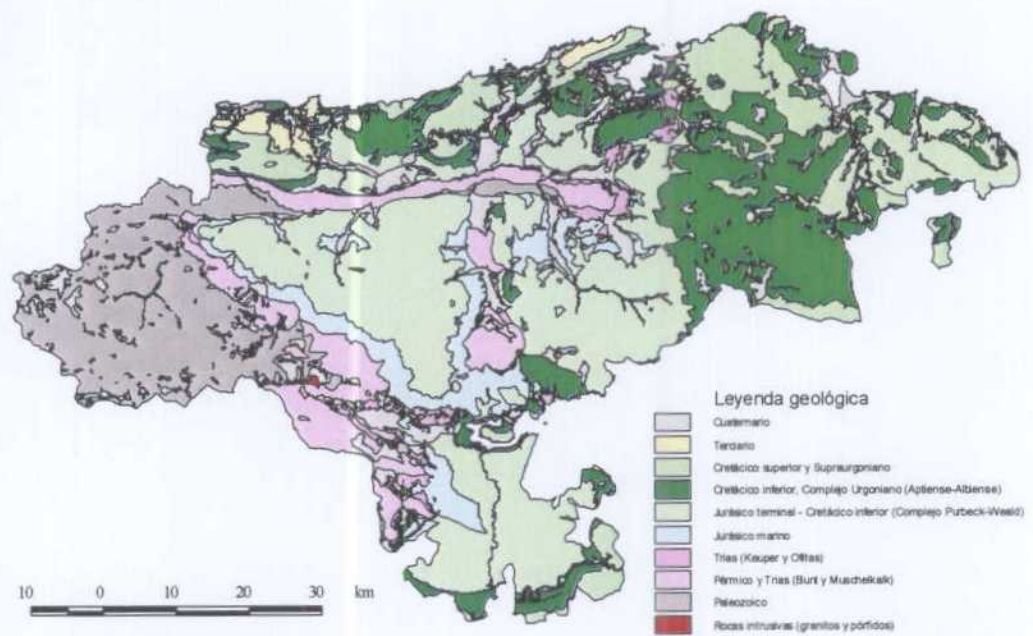 Leyenda geológica
Cuaternario
Terciario
Cretácico superior y Supraurgoniano
Cretácico inferior, Complejo Urgoniano (Aptiense-Albiense)
Jurásico terminal - Cretácico inferior (Complejo Purbeck-Weald)
Jurásico marino
Trías (Keuper y Ofitas)
Pérmico y Trías (Bunt y Muschelkalk)
Paleozoico
Rocas intrusivas (granitos y pórfidos)
10 0 10 20 30 km